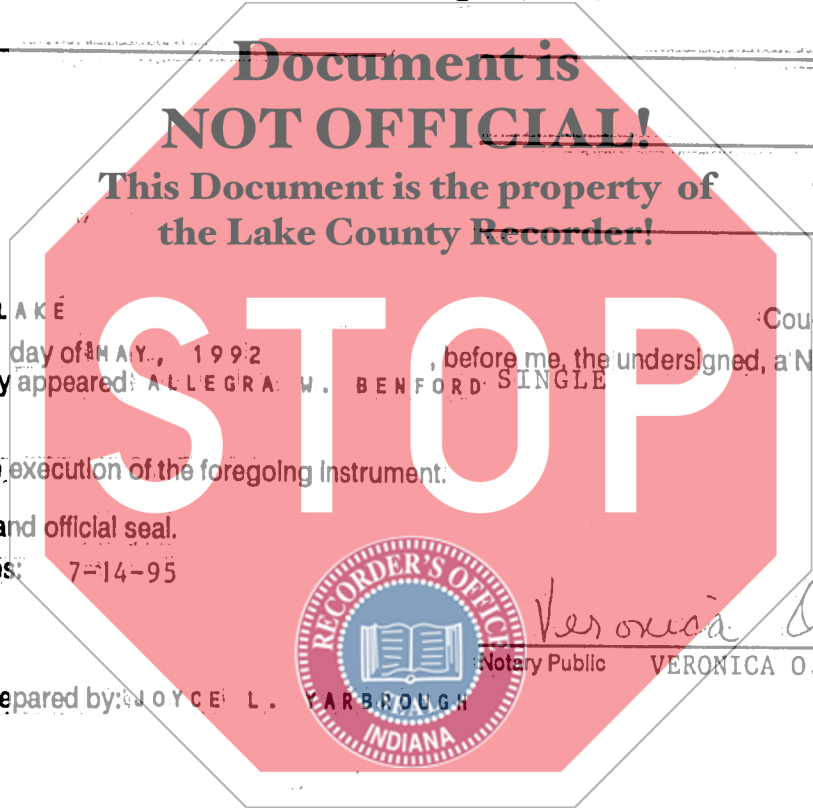 Document is
NOT OFFICIAL!
This Document is the property of
the Lake County Recorder!
LAKE Cou
day of MAY, 1992 , before me, the undersigned, a N
y appeared ALLEGRA W. BENFORD SINGLE
STOP
execution of the foregoing instrument.
and official seal.
s: 7-14-95
RECORDER'S OFFICE
SEAL
INDIANA
Veronica O
Notary Public VERONICA O.
epared by: JOYCE L. YARBROUGH